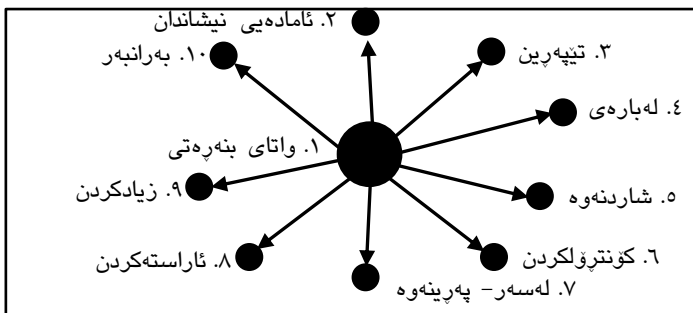 ١. واتای بنەڕەتی
٢. ئامادەیی نیشاندان
٣. تێپەڕین
٤. لەبارەی
٥. شاردنەوە
٦. کۆنترۆڵکردن
٧. لەسەر- پەڕینەوە
٨. ئاراستەکردن
٩. زیادکردن
١٠. بەرانبەر